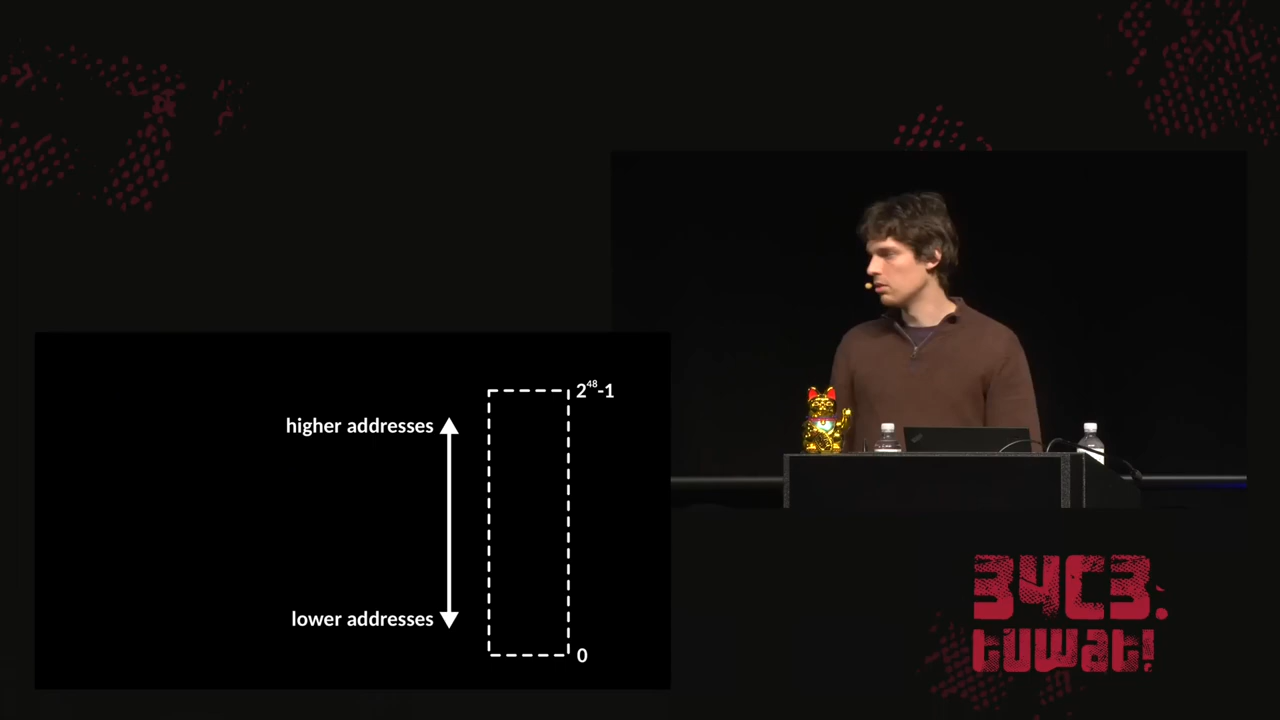 2⁴⁸-1
higher addresses
lower addresses
0
34C3.
tuwat!